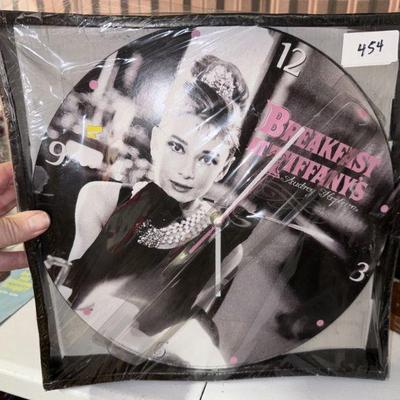 454
12
BREAKFAST
AT TIFFANY'S
Audrey Hepburn
9
3